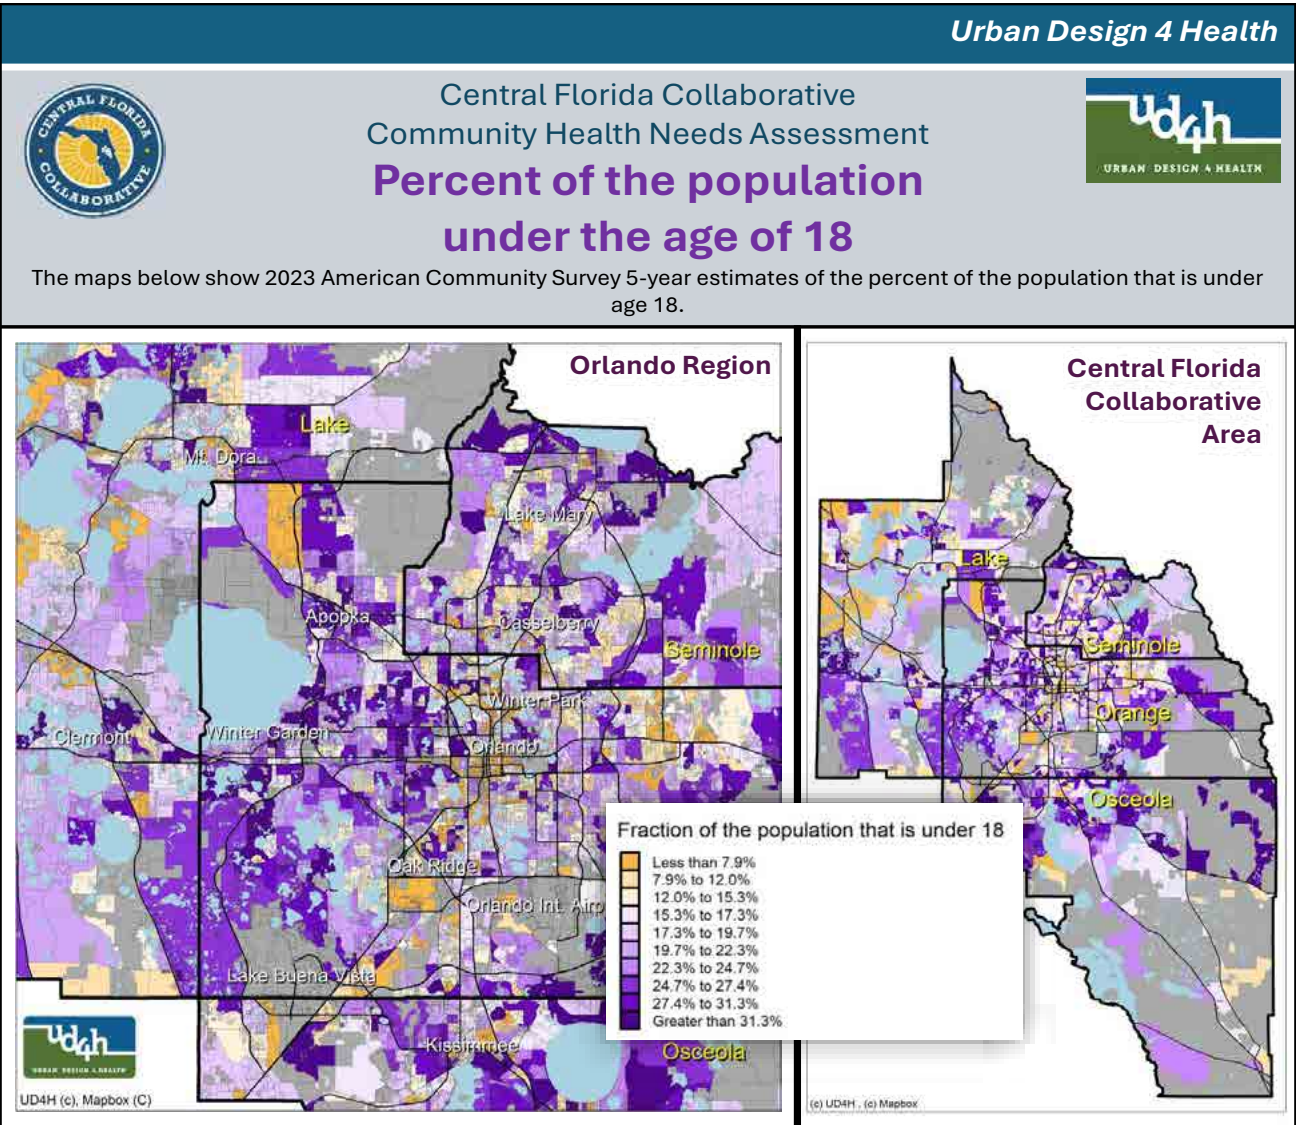 Urban Design 4 Health
CENTRAL FLORIDA
COLLABORATIVE
Central Florida Collaborative
Community Health Needs Assessment
Percent of the population
under the age of 18
ud4h
URBAN DESIGN 4 HEALTH
The maps below show 2023 American Community Survey 5-year estimates of the percent of the population that is under
age 18.
Orlando Region
Lake
Mt. Dora
Lake Mary
Apopka
Casselberry
Seminole
Winter Park
Clermont
Winter Garden
Orlando
Oak Ridge
Orlando Int. Airp
Lake Buena Vista
Kissimmee
Osceola
ud4h
URBAN DESIGN 4 HEALTH
UD4H (c), Mapbox (C)
Central Florida
Collaborative
Area
Lake
Seminole
Orange
Osceola
(c) UD4H , (c) Mapbox
Fraction of the population that is under 18
Less than 7.9%
7.9% to 12.0%
12.0% to 15.3%
15.3% to 17.3%
17.3% to 19.7%
19.7% to 22.3%
22.3% to 24.7%
24.7% to 27.4%
27.4% to 31.3%
Greater than 31.3%